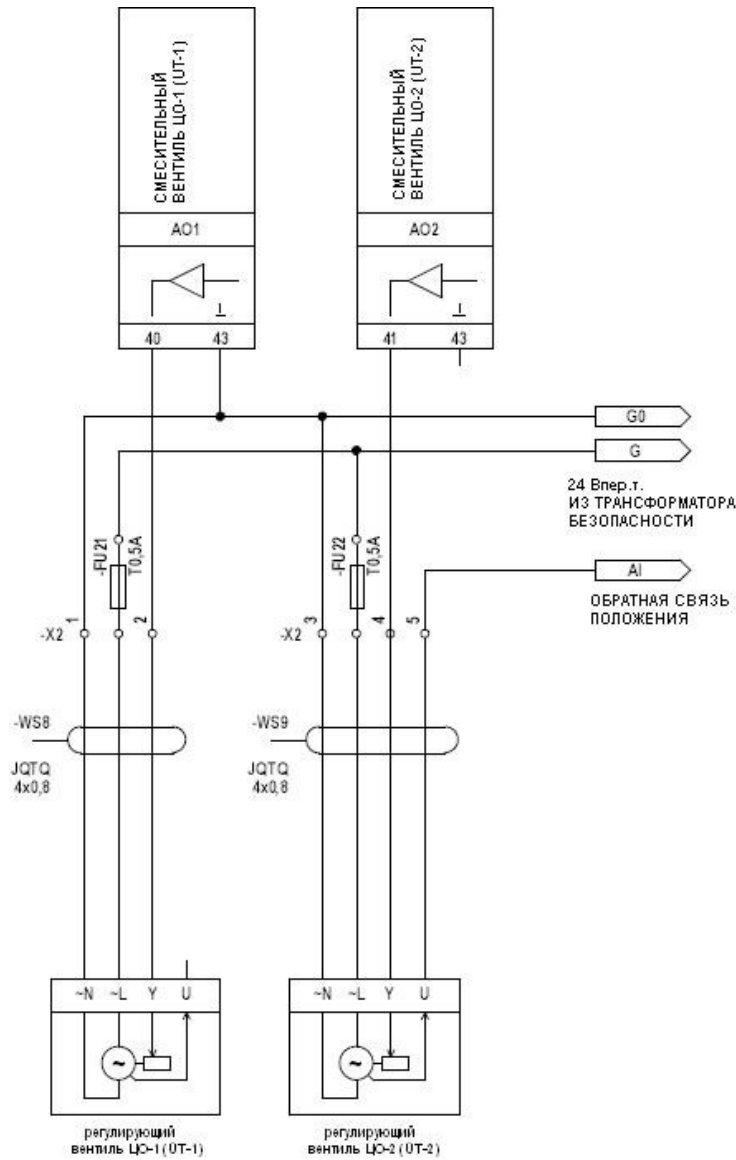 СМЕСИТЕЛЬНЫЙ
ВЕНТИЛЬ ЦО-1 (UT-1)
СМЕСИТЕЛЬНЫЙ
ВЕНТИЛЬ ЦО-2 (UT-2)
AO1
AO2
40 43
41 43
G0
G
24 Впер.т.
ИЗ ТРАНСФОРМАТОРА
БЕЗОПАСНОСТИ
-FU21
T0,5A
-FU22
T0,5A
AI
ОБРАТНАЯ СВЯЗЬ
ПОЛОЖЕНИЯ
-X2 1 2
-X2 3 4 5
-WS8
JQTQ
4x0,8
-WS9
JQTQ
4x0,8
~N ~L Y U
~N ~L Y U
~
~
регулирующий
вентиль ЦО-1 (ÜT-1)
регулирующий
вентиль ЦО-2 (ÜT-2)